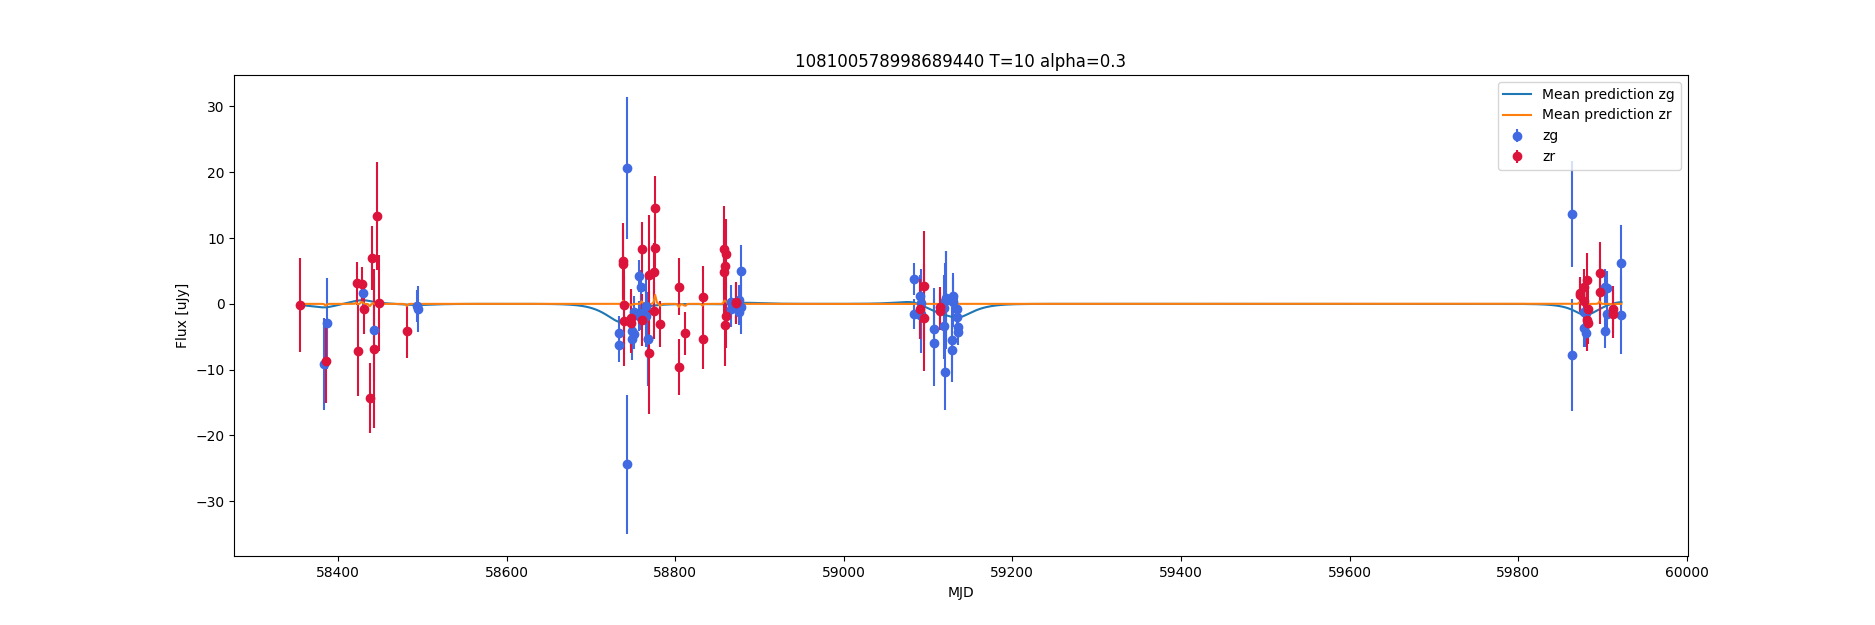 108100578998689440 T=10 alpha=0.3
Mean prediction zg
Mean prediction zr
zg
zr
Flux [uJy]
30
20
10
0
−10
−20
−30
58400 58600 58800 59000 59200 59400 59600 59800 60000
MJD